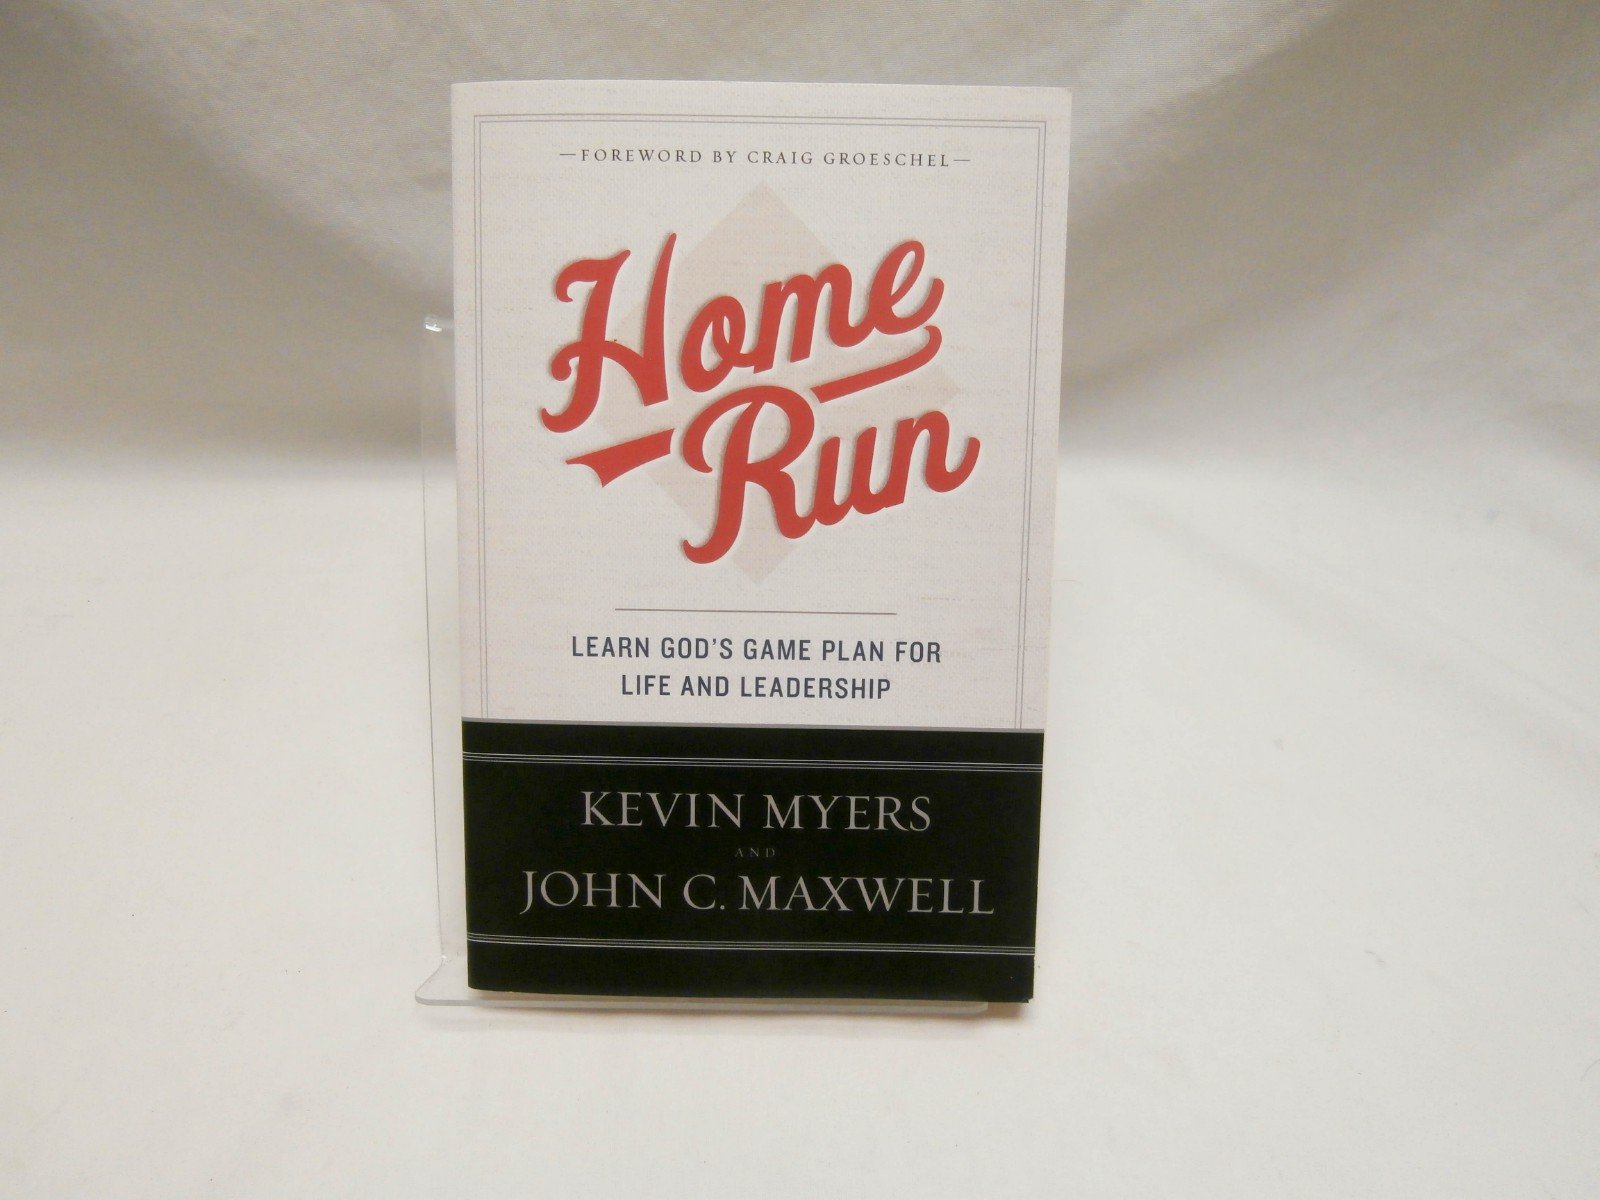 —FOREWORD BY CRAIG GROESCHEL—
Home
Run
LEARN GOD'S GAME PLAN FOR
LIFE AND LEADERSHIP
KEVIN MYERS
AND
JOHN C. MAXWELL